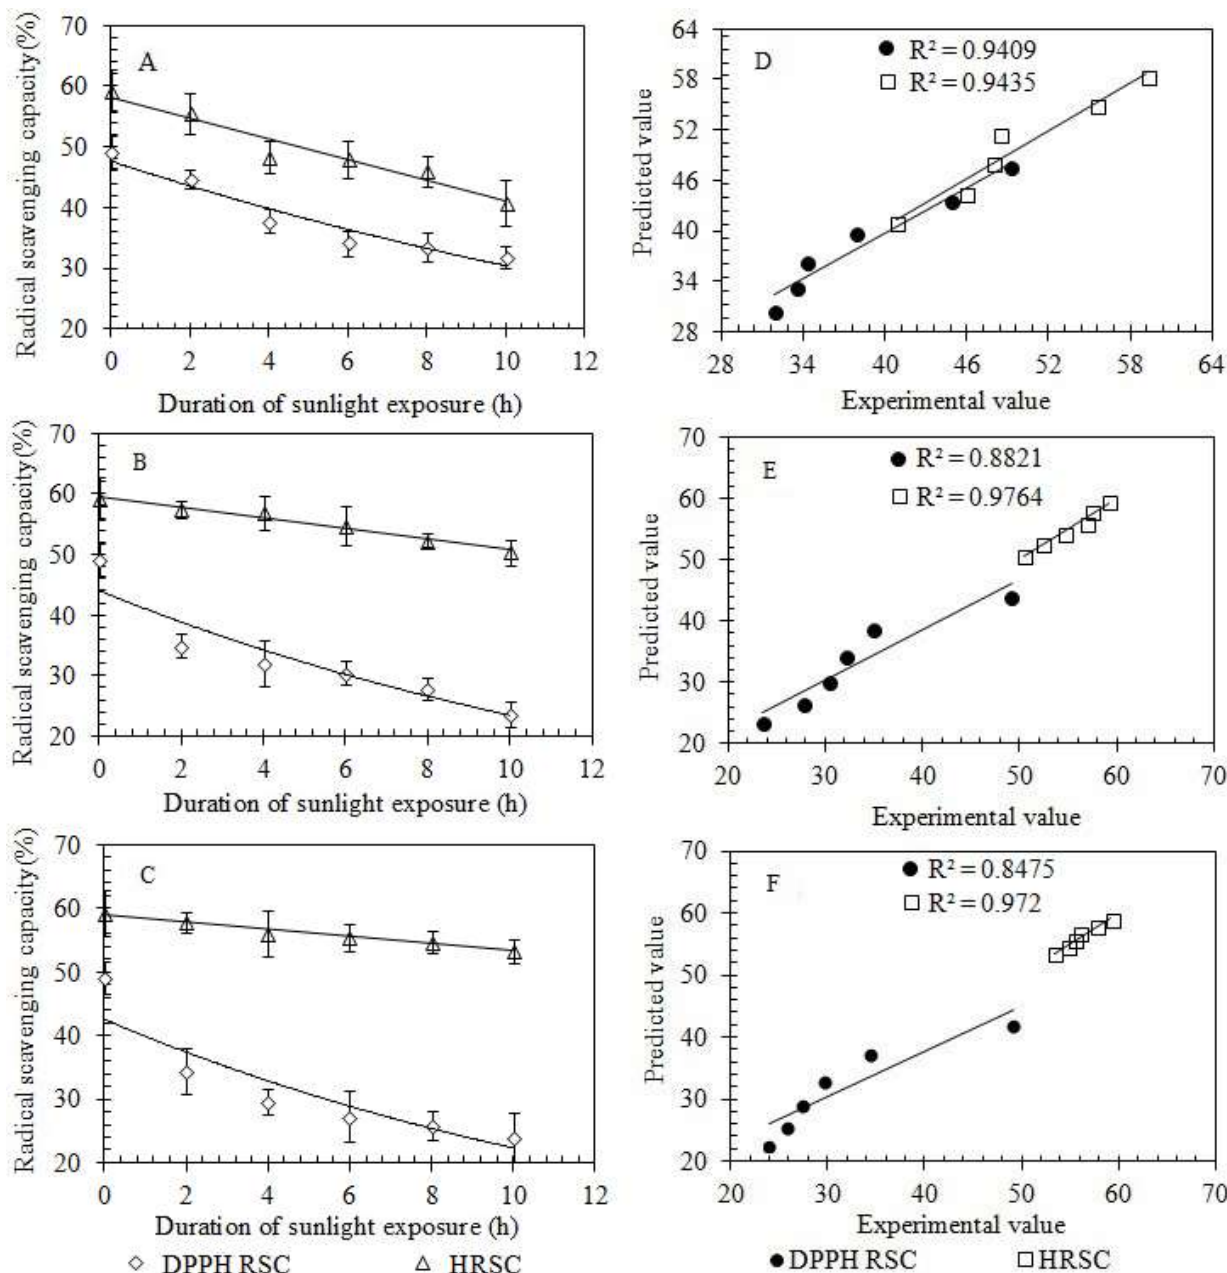 Radical scavenging capacity(%)
70
60
50
40
30
20
A
0 2 4 6 8 10 12
Duration of sunlight exposure (h)
Predicted value
64
58
52
46
40
34
28
D
R² = 0.9409
R² = 0.9435
28 34 40 46 52 58 64
Experimental value
Radical scavenging capacity(%)
70
60
50
40
30
20
B
0 2 4 6 8 10 12
Duration of sunlight exposure (h)
Predicted value
70
60
50
40
30
20
E
R² = 0.8821
R² = 0.9764
20 30 40 50 60 70
Experimental value
Radical scavenging capacity(%)
70
60
50
40
30
20
C
0 2 4 6 8 10 12
Duration of sunlight exposure (h)
DPPH RSC HRSC
Predicted value
70
60
50
40
30
20
F
R² = 0.8475
R² = 0.972
20 30 40 50 60 70
Experimental value
DPPH RSC HRSC